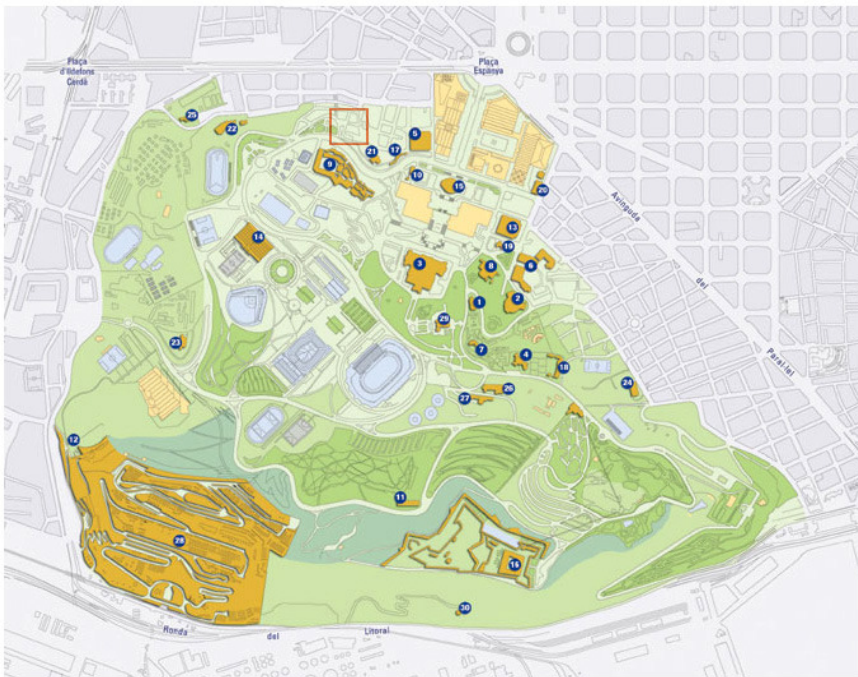 Plaça
d'Ildefons
Cerdà
Plaça
Espanya
25
22
5
21
17
9
10
15
20
Avinguda
13
14
19
3
8
6
del
1
2
29
23
7
4
18
Paral·lel
24
26
27
12
11
28
16
30
Ronda
del
Litoral